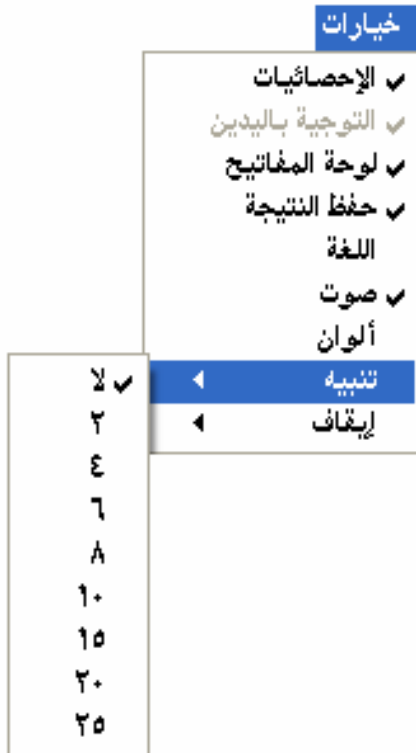 خيارات
الإحصائيات
التوجية باليدين
لوحة المفاتيح
حفظ النتيجة
اللغة
صوت
ألوان
تنبيه
إيقاف
لا
٢
٤
٦
٨
١٠
١٥
٢٠
٢٥